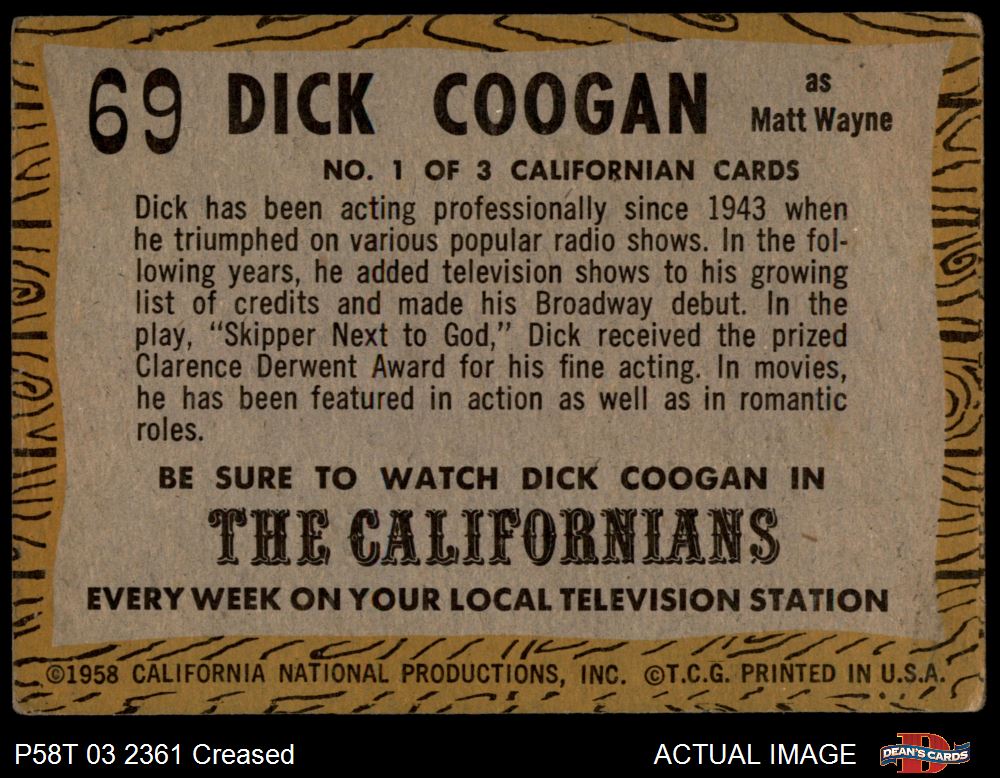 69 DICK COOGAN as
Matt Wayne
NO. 1 OF 3 CALIFORNIAN CARDS
Dick has been acting professionally since 1943 when
he triumphed on various popular radio shows. In the fol-
lowing years, he added television shows to his growing
list of credits and made his Broadway debut. In the
play, “Skipper Next to God,” Dick received the prized
Clarence Derwent Award for his fine acting. In movies,
he has been featured in action as well as in romantic
roles.
BE SURE TO WATCH DICK COOGAN IN
THE CALIFORNIANS
EVERY WEEK ON YOUR LOCAL TELEVISION STATION
©1958 CALIFORNIA NATIONAL PRODUCTIONS, INC. ©T.C.G. PRINTED IN U.S.A.
P58T 03 2361 Creased ACTUAL IMAGE DEAN'S CARDS